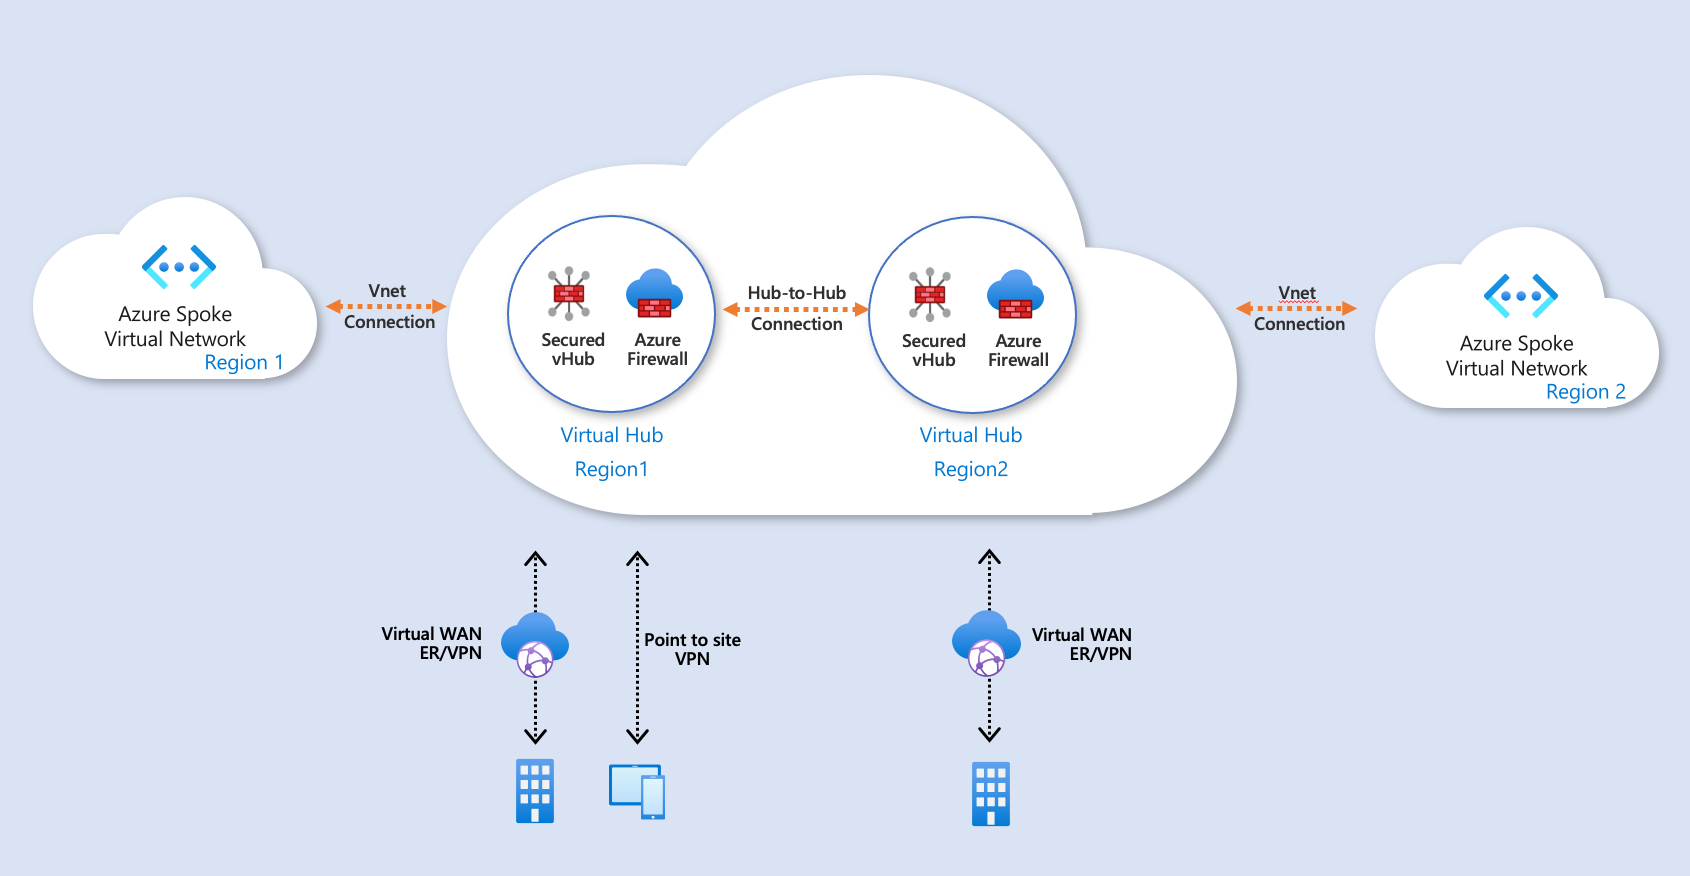 Azure Spoke
Virtual Network
Region 1
Vnet
Connection
Secured
vHub
Azure
Firewall
Virtual Hub
Region1
Hub-to-Hub
Connection
Secured
vHub
Azure
Firewall
Virtual Hub
Region2
Vnet
Connection
Azure Spoke
Virtual Network
Region 2
Virtual WAN
ER/VPN
Point to site
VPN
Virtual WAN
ER/VPN